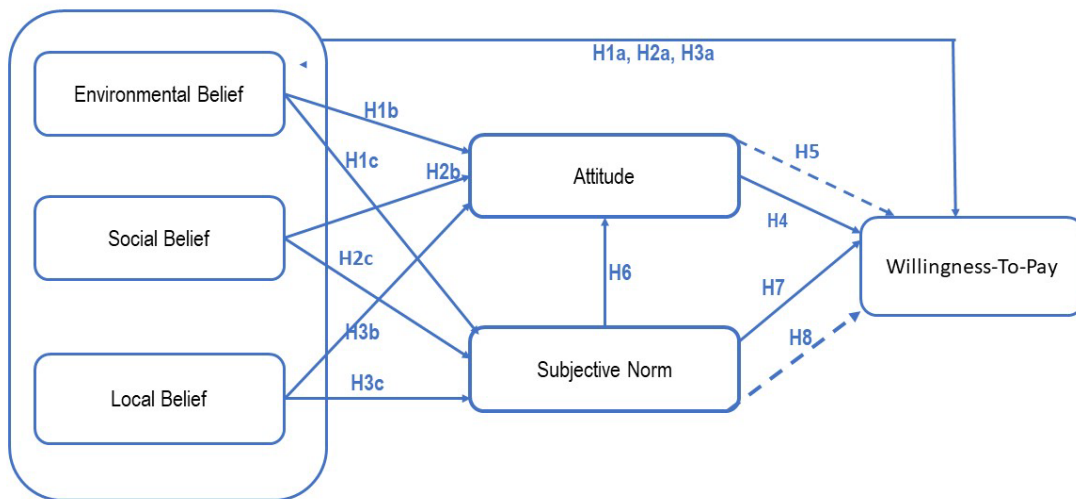 H1a, H2a, H3a
Environmental Belief
H1b
H1c
H5
H2b
Attitude
H4
Social Belief
H2c
H6
Willingness-To-Pay
H7
H3b
H8
Subjective Norm
H3c
Local Belief